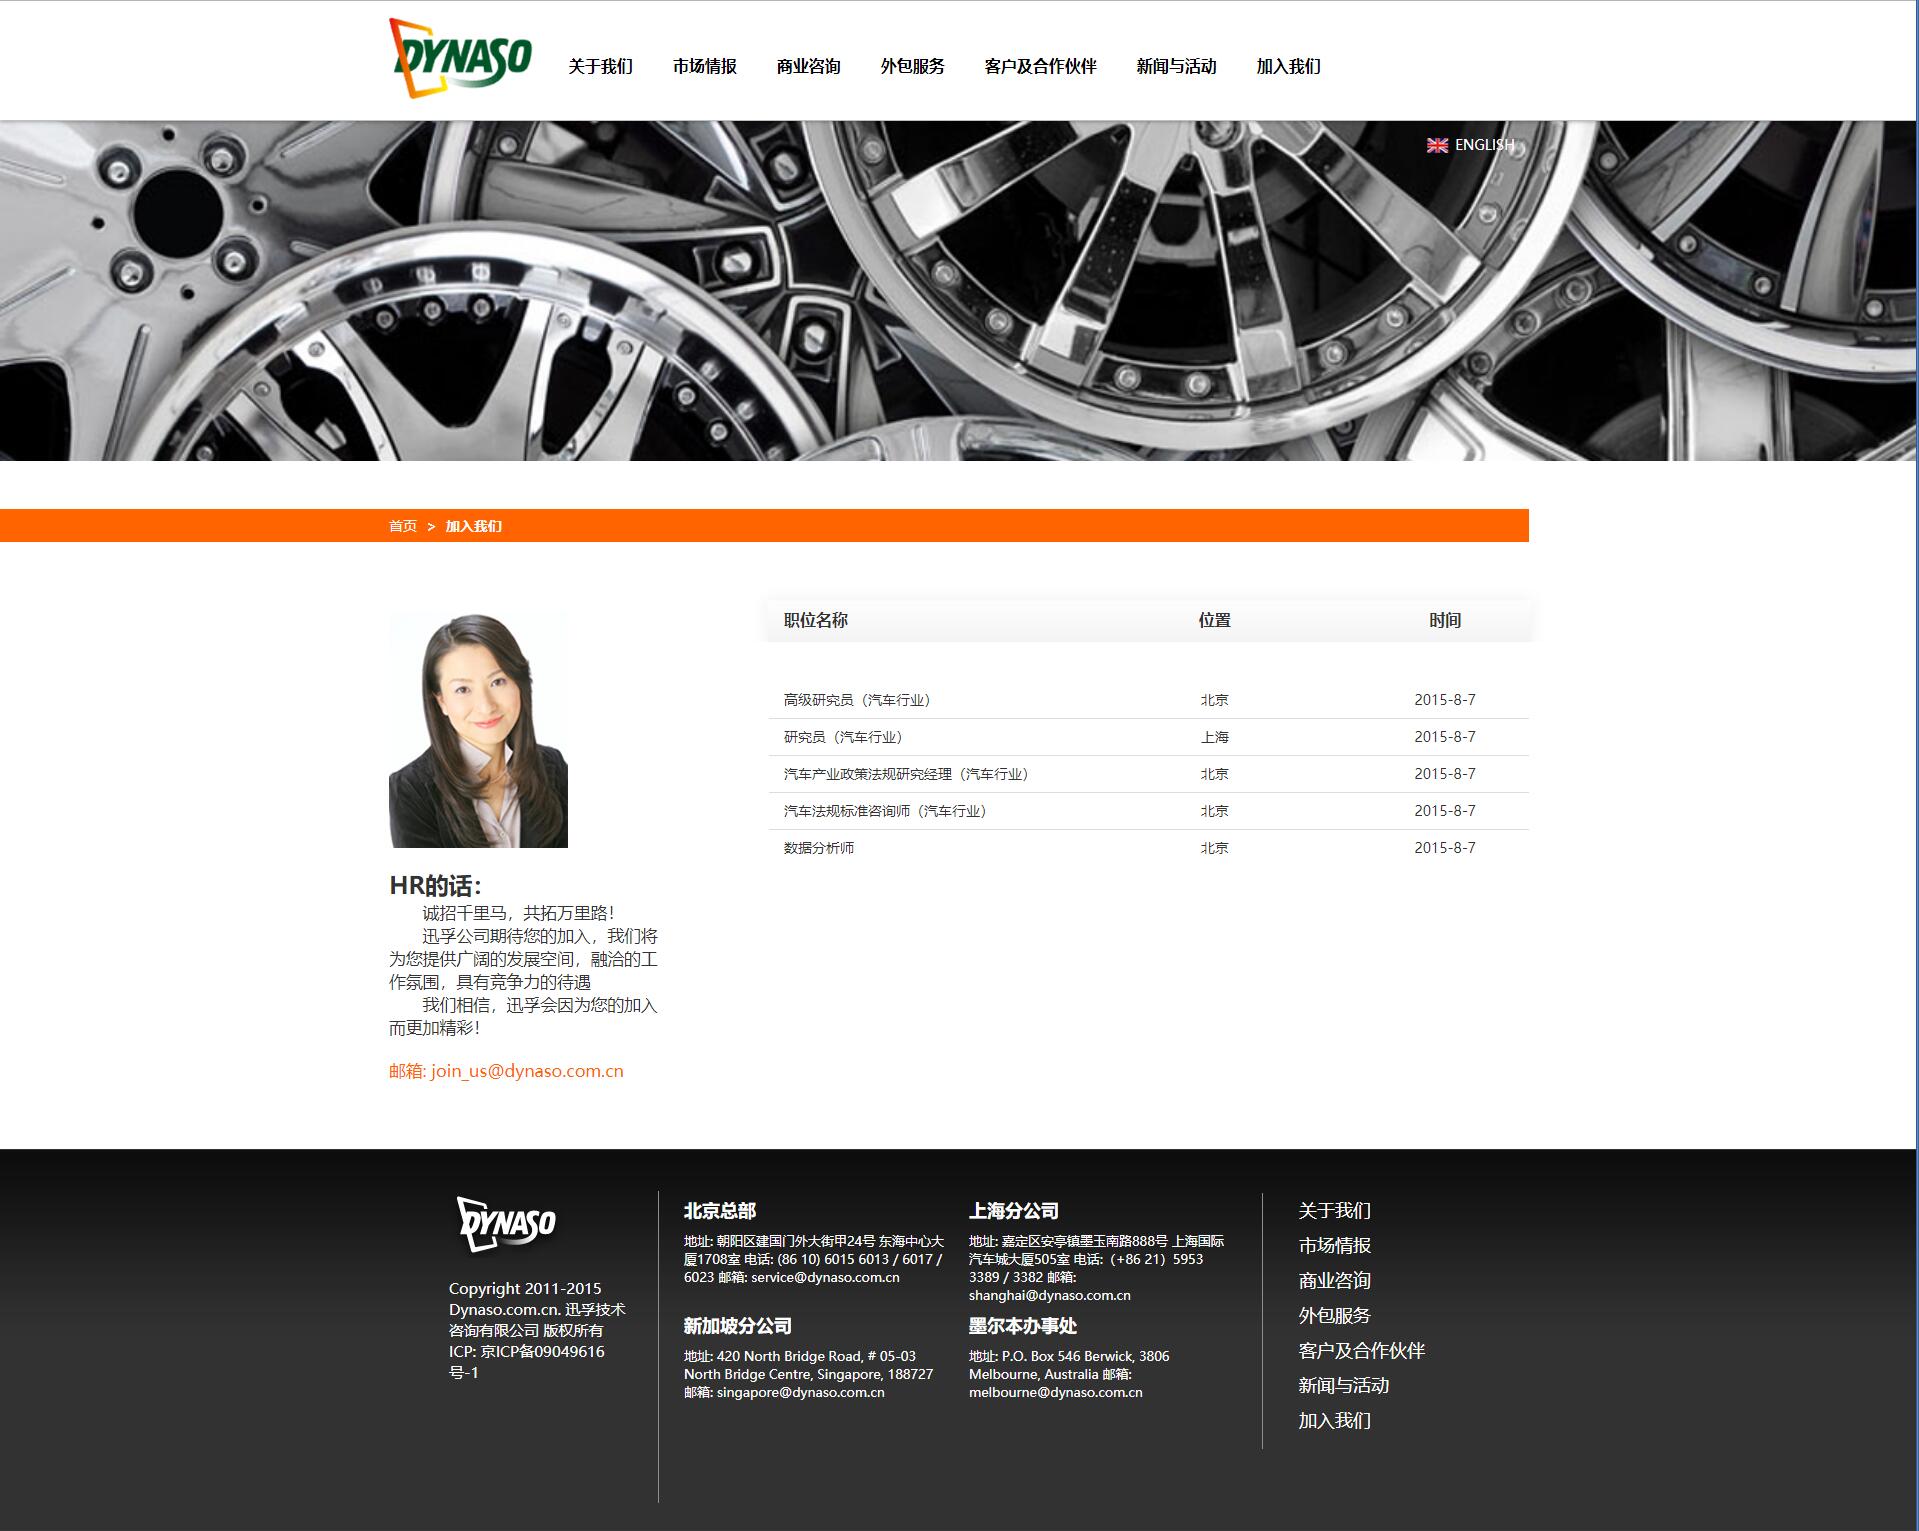 DYNASO
关于我们 市场情报 商业咨询 外包服务 客户及合作伙伴 新闻与活动 加入我们
ENGLISH
首页 > 加入我们
职位名称 位置 时间
高级研究员（汽车行业） 北京 2015-8-7
研究员（汽车行业） 上海 2015-8-7
汽车产业政策法规研究经理（汽车行业） 北京 2015-8-7
汽车法规标准咨询师（汽车行业） 北京 2015-8-7
数据分析师 北京 2015-8-7
HR的话：
诚招千里马，共拓万里路！
迅孚公司期待您的加入，我们将
为您提供广阔的发展空间，融洽的工
作氛围，具有竞争力的待遇
我们相信，迅孚会因为您的加入
而更加精彩！
邮箱: join_us@dynaso.com.cn
DYNASO
Copyright 2011-2015
Dynaso.com.cn. 迅孚技术
咨询有限公司 版权所有
ICP: 京ICP备09049616
号-1
北京总部
地址: 朝阳区建国门外大街甲24号 东海中心大
厦1708室 电话: (86 10) 6015 6013 / 6017 /
6023 邮箱: service@dynaso.com.cn
上海分公司
地址: 嘉定区安亭镇墨玉南路888号 上海国际
汽车城大厦505室 电话:（+86 21）5953
3389 / 3382 邮箱:
shanghai@dynaso.com.cn
新加坡分公司
地址: 420 North Bridge Road, # 05-03
North Bridge Centre, Singapore, 188727
邮箱: singapore@dynaso.com.cn
墨尔本办事处
地址: P.O. Box 546 Berwick, 3806
Melbourne, Australia 邮箱:
melbourne@dynaso.com.cn
关于我们
市场情报
商业咨询
外包服务
客户及合作伙伴
新闻与活动
加入我们